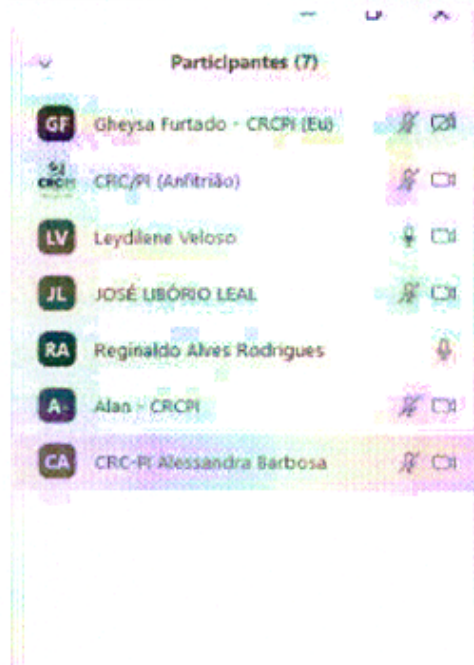 Participantes (7)
GF Gheysa Furtado - CRCPI (Eu)
CRCPI CRC/PI (Anfitrião)
LV Leydilene Veloso
JL JOSÉ LIBÓRIO LEAL
RA Reginaldo Alves Rodrigues
A- Alan - CRCPI
CA CRC-PI Alessandra Barbosa